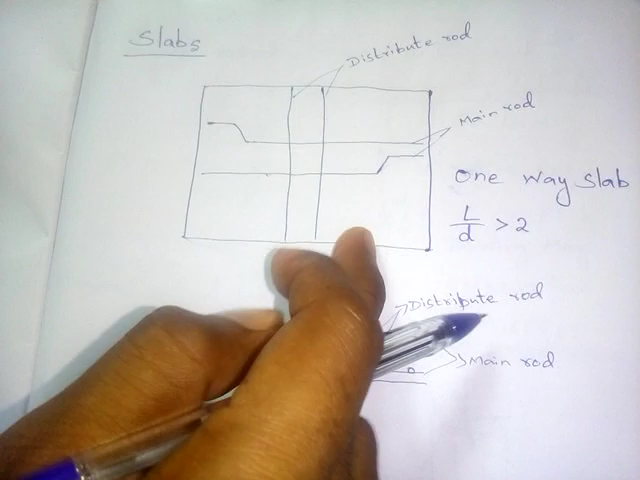 Slabs
Distribute rod
Main rod
One way slab
L/d > 2
Distribute rod
Main rod